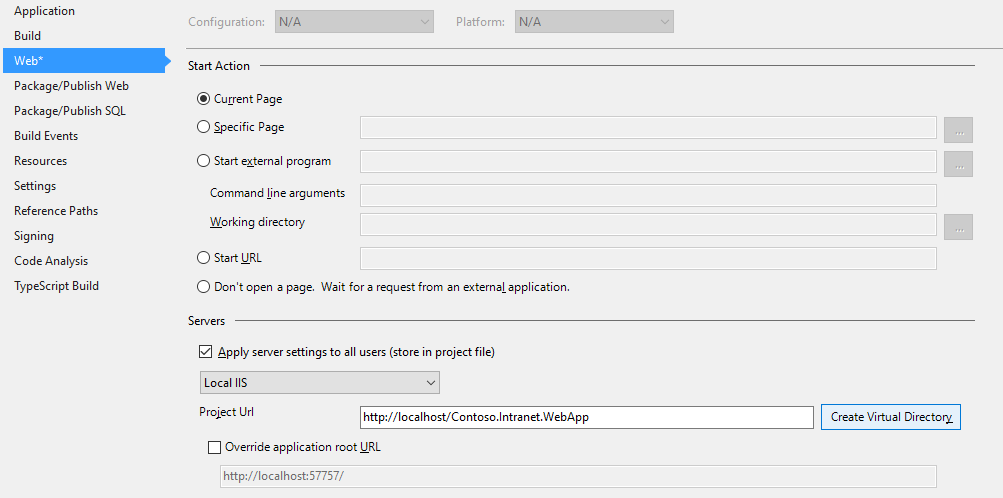 Application
Build
Web*
Package/Publish Web
Package/Publish SQL
Build Events
Resources
Settings
Reference Paths
Signing
Code Analysis
TypeScript Build
Configuration: N/A Platform: N/A
Start Action
Current Page
Specific Page ...
Start external program ...
Command line arguments
Working directory ...
Start URL
Don't open a page. Wait for a request from an external application.
Servers
Apply server settings to all users (store in project file)
Local IIS
Project Url http://localhost/Contoso.Intranet.WebApp Create Virtual Directory
Override application root URL
http://localhost:57757/